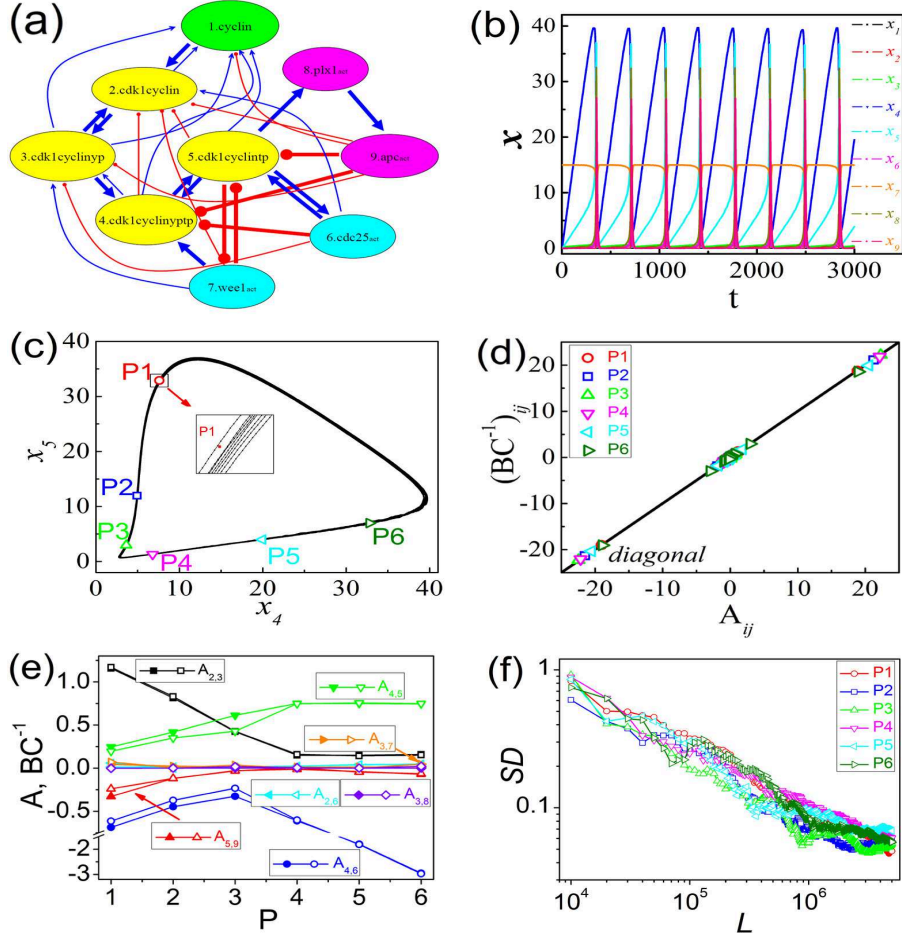 (a)
1.cyclin
8.plx1act
2.cdk1cyclin
3.cdk1cyclinyp
5.cdk1cyclintp
9.apcact
4.cdk1cyclinyptp
6.cdc25act
7.wee1act
(b)
40
30
20
10
0
x
0 1000 2000 3000
t
x1
x2
x3
x4
x5
x6
x7
x8
x9
(c)
40
30
20
10
0
x5
P1
P1
P2
P3
P4
P5
P6
0 10 20 30 40
x4
(d)
20
10
0
-10
-20
(BC-1)ij
P1
P2
P3
P4
P5
P6
diagonal
-20 -10 0 10 20
Aij
(e)
1.0
0.5
0.0
-0.5
-2
-3
A, BC-1
A2,3
A4,5
A3,7
A2,6
A3,8
A5,9
A4,6
1 2 3 4 5 6
P
(f)
1
0.1
SD
P1
P2
P3
P4
P5
P6
10^4 10^5 10^6
L